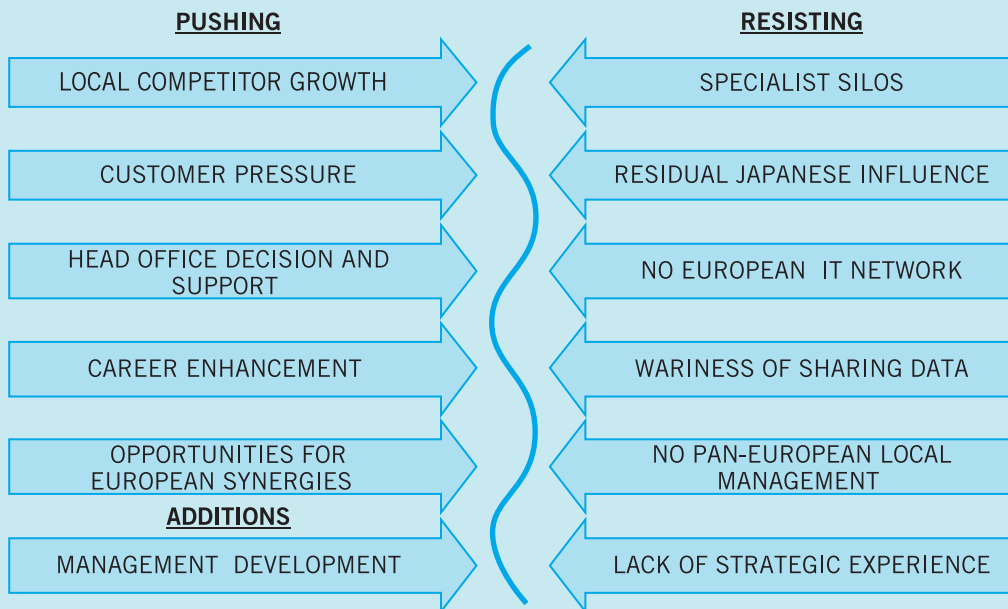 PUSHING
LOCAL COMPETITOR GROWTH
CUSTOMER PRESSURE
HEAD OFFICE DECISION AND
SUPPORT
CAREER ENHANCEMENT
OPPORTUNITIES FOR
EUROPEAN SYNERGIES
ADDITIONS
MANAGEMENT DEVELOPMENT
RESISTING
SPECIALIST SILOS
RESIDUAL JAPANESE INFLUENCE
NO EUROPEAN IT NETWORK
WARINESS OF SHARING DATA
NO PAN-EUROPEAN LOCAL
MANAGEMENT
LACK OF STRATEGIC EXPERIENCE